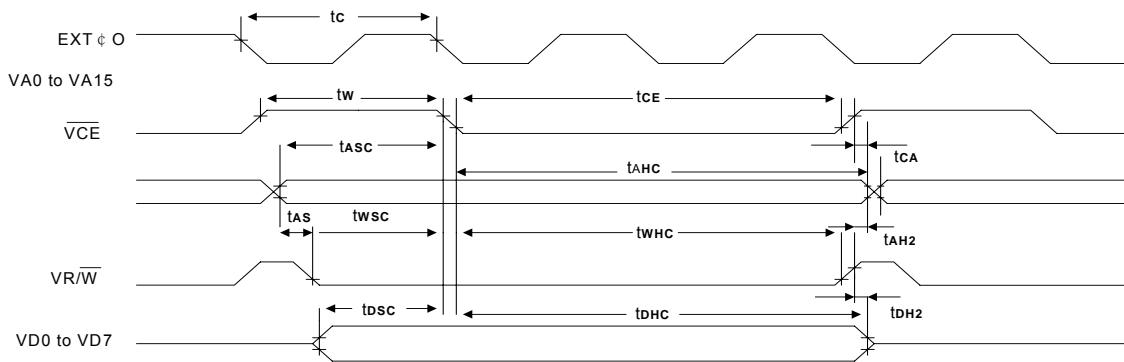 tC
EXT ¢ O
VA0 to VA15
tW
tCE
VCE
tASC
tCA
tAHC
tAS
tWSC
tWHC
tAH2
VR/W
tDSC
tDHC
tDH2
VD0 to VD7